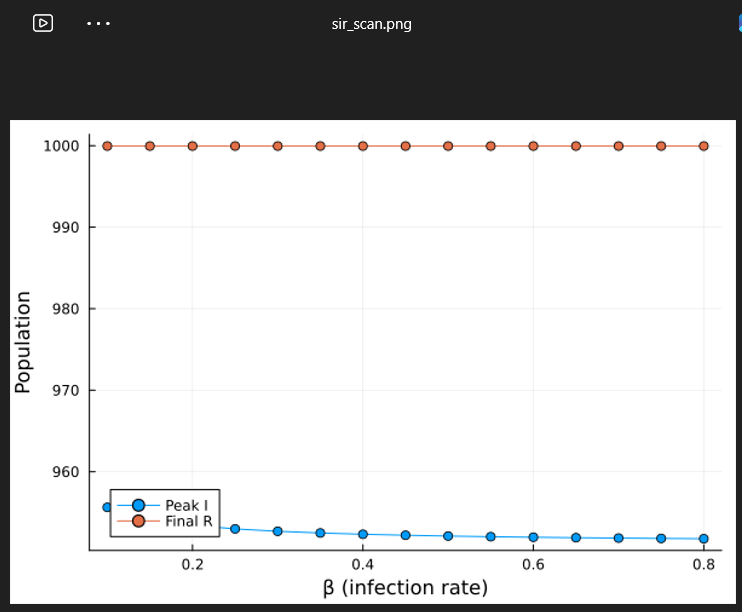 sir_scan.png
1000
990
980
970
960
Population
Peak I
Final R
0.2 0.4 0.6 0.8
β (infection rate)